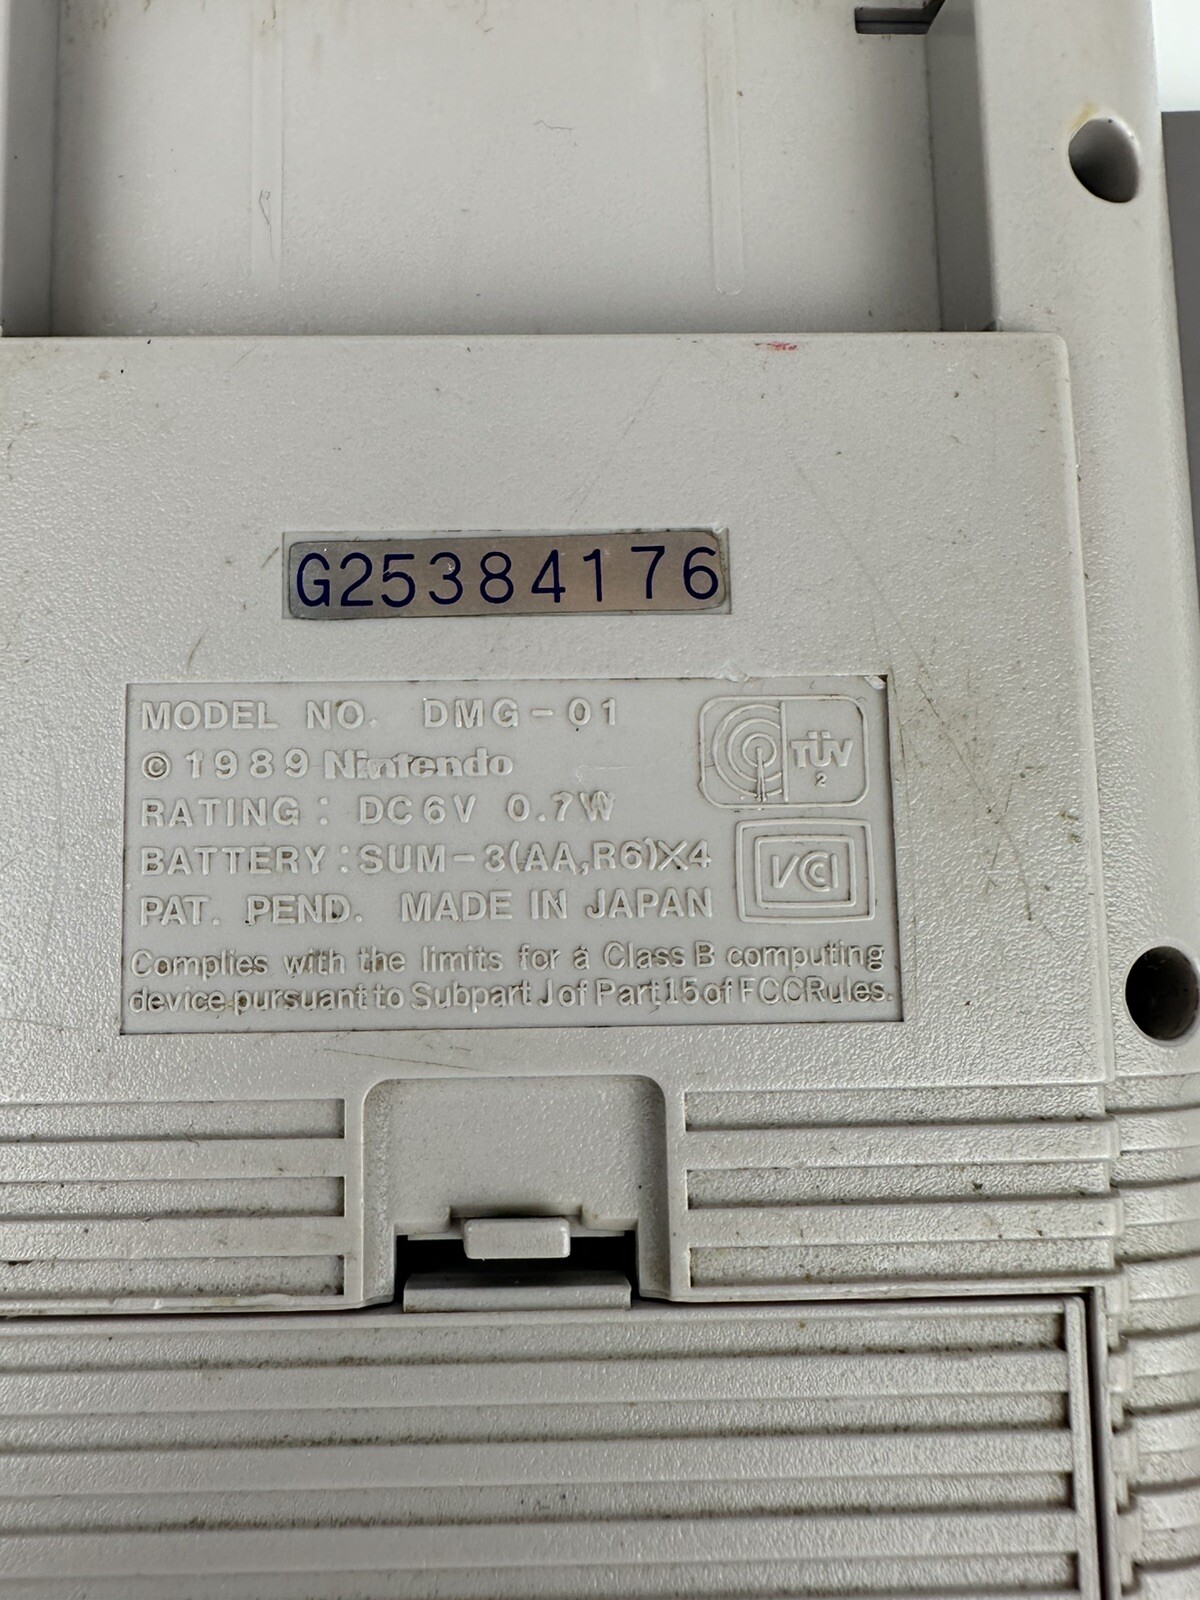 G25384176
MODEL NO. DMG-01
© 1989 Nintendo
TÜV
2
RATING: DC6V 0.7W
BATTERY: SUM-3(AA,R6)X4
VCCI
PAT. PEND. MADE IN JAPAN
Complies with the limits for a Class B computing
device pursuant to Subpart J of Part 15 of FCC Rules.